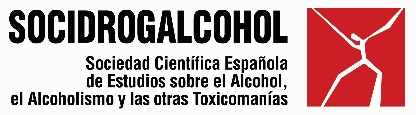 SOCIDROGALCOHOL
Sociedad Científica Española
de Estudios sobre el Alcohol,
el Alcoholismo y las otras Toxicomanías